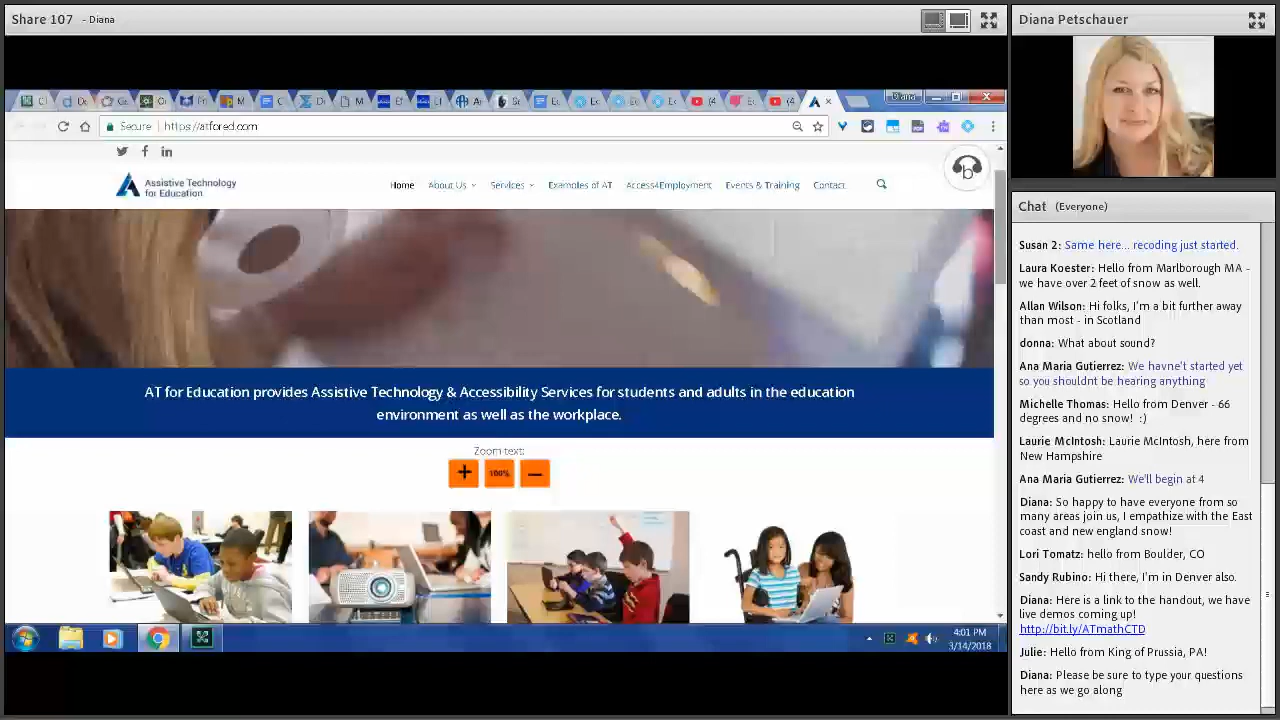 Share 107 - Diana
Diana
Secure https://atfored.com
Assistive Technology
for Education
Home About Us Services Examples of AT Access4Employment Events & Training Contact
AT for Education provides Assistive Technology & Accessibility Services for students and adults in the education
environment as well as the workplace.
Zoom text:
+ 100% −
4:01 PM
3/14/2018
Diana Petschauer
Chat (Everyone)
Susan 2: Same here... recoding just started.
Laura Koester: Hello from Marlborough MA -
we have over 2 feet of snow as well.
Allan Wilson: Hi folks, I'm a bit further away
than most - in Scotland
donna: What about sound?
Ana Maria Gutierrez: We havne't started yet
so you shouldnt be hearing anything
Michelle Thomas: Hello from Denver - 66
degrees and no snow! :)
Laurie McIntosh: Laurie McIntosh, here from
New Hampshire
Ana Maria Gutierrez: We'll begin at 4
Diana: So happy to have everyone from so
many areas join us, I empathize with the East
coast and new england snow!
Lori Tomatz: hello from Boulder, CO
Sandy Rubino: Hi there, I'm in Denver also.
Diana: Here is a link to the handout, we have
live demos coming up!
http://bit.ly/ATmathCTD
Julie: Hello from King of Prussia, PA!
Diana: Please be sure to type your questions
here as we go along